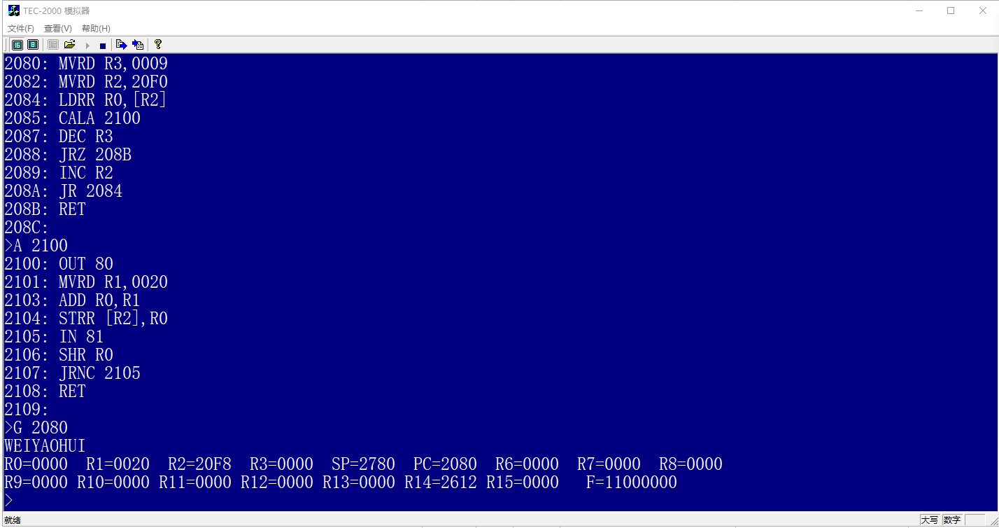 TEC-2000 模拟器
文件(F) 查看(V) 帮助(H)
16 8
2080: MVRD R3,0009
2082: MVRD R2,20F0
2084: LDRR R0,[R2]
2085: CALA 2100
2087: DEC R3
2088: JRZ 208B
2089: INC R2
208A: JR 2084
208B: RET
208C:
>A 2100
2100: OUT 80
2101: MVRD R1,0020
2103: ADD R0,R1
2104: STRR [R2],R0
2105: IN 81
2106: SHR R0
2107: JRNC 2105
2108: RET
2109:
>G 2080
WEIYAOHUI
R0=0000 R1=0020 R2=20F8 R3=0000 SP=2780 PC=2080 R6=0000 R7=0000 R8=0000
R9=0000 R10=0000 R11=0000 R12=0000 R13=0000 R14=2612 R15=0000 F=11000000
>
就绪 大写 数字